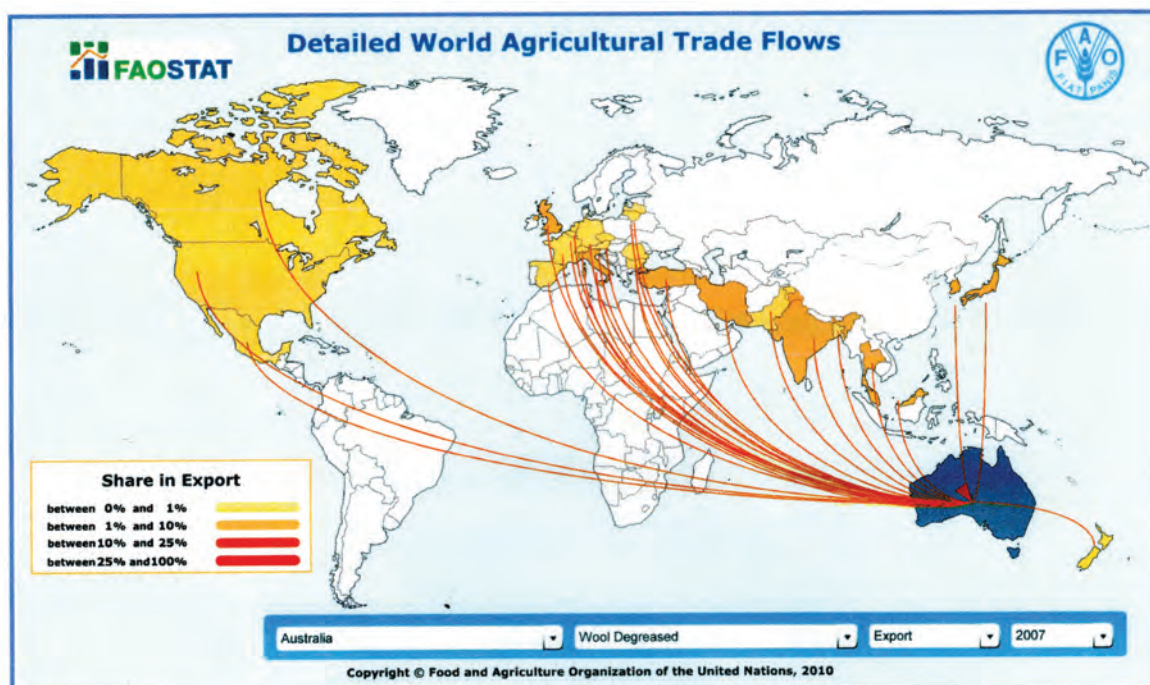 Detailed World Agricultural Trade Flows
FAOSTAT
F A O
FIAT PANIS
Share in Export
between 0% and 1%
between 1% and 10%
between 10% and 25%
between 25% and 100%
Australia
Wool Degreased
Export
2007
Copyright © Food and Agriculture Organization of the United Nations, 2010